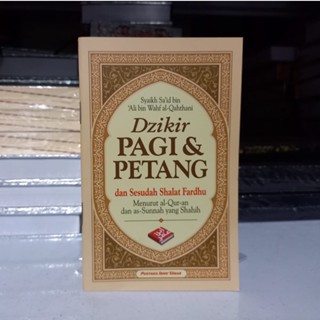 Syaikh Sa'id bin
'Ali bin Wahf al-Qahthani
Dzikir
PAGI &
PETANG
dan Sesudah Shalat Fardhu
Menurut al-Qur-an
dan as-Sunnah yang Shahih